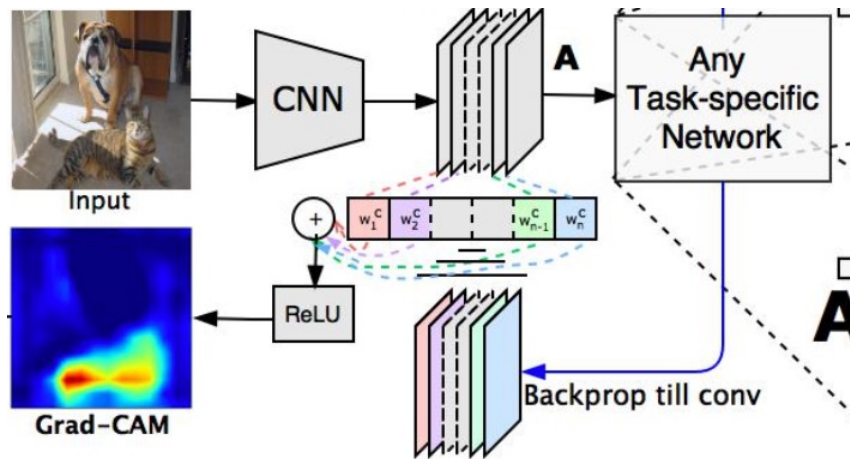 CNN
A
Any
Task-specific
Network
Input
+
w₁ᶜ w₂ᶜ wₙ₋₁ᶜ wₙᶜ
ReLU
A
Backprop till conv
Grad-CAM